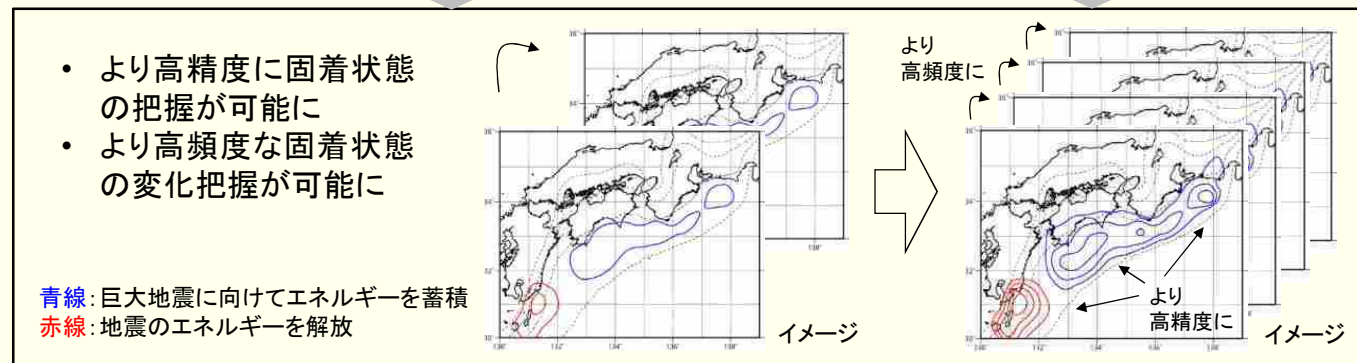 • より高精度に固着状態
の把握が可能に
• より高頻度な固着状態
の変化把握が可能に
青線：巨大地震に向けてエネルギーを蓄積
赤線：地震のエネルギーを解放
イメージ
より
高頻度に
より
高精度に
イメージ